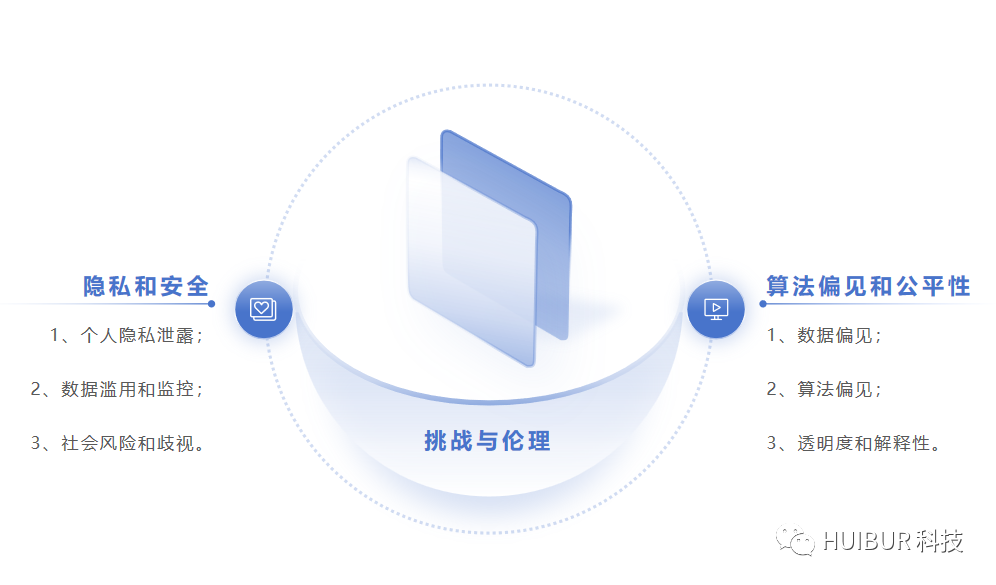 隐私和安全
1、个人隐私泄露；
2、数据滥用和监控；
3、社会风险和歧视。
挑战与伦理
算法偏见和公平性
1、数据偏见；
2、算法偏见；
3、透明度和解释性。
HUIBUR科技